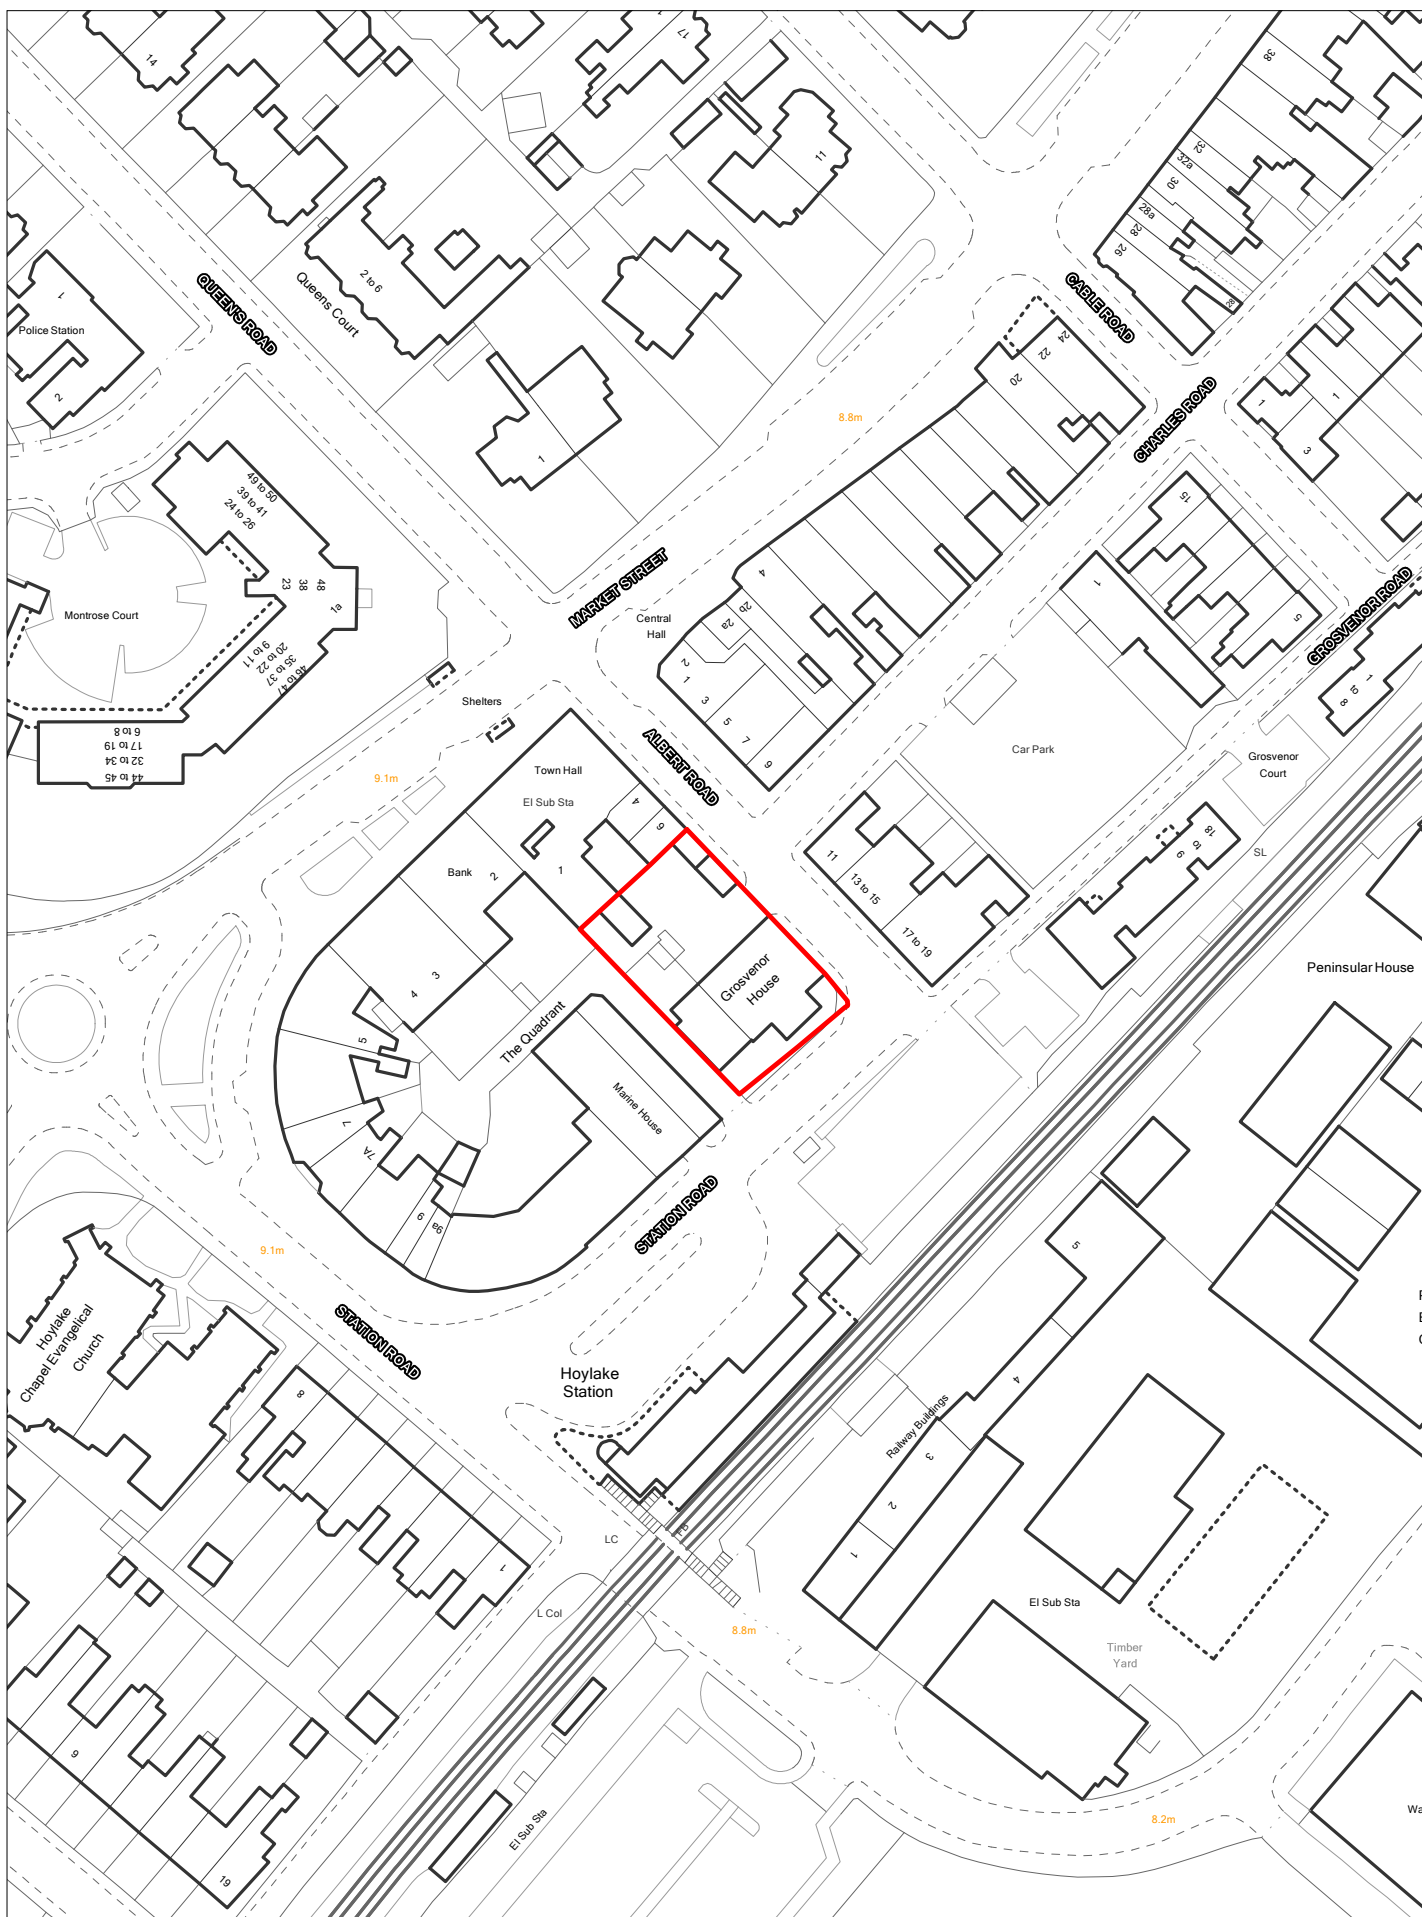 14
17
11
38
32
32a
30
28a
28
26
28
QUEEN'S ROAD
Queens Court
2 to 6
1
Police Station
2
CABLE ROAD
24
22
20
8.8m
CHARLES ROAD
1
1
3
1
49 to 50
39 to 41
24 to 26
15
MARKET STREET
4
1
GROSVENOR ROAD
48
38
23
1a
Montrose Court
2b
2a
Central
Hall
5
46 to 47
35 to 37
20 to 22
9 to 11
2
1
3
5
7
9
1
to
8
Shelters
6 to 8
17 to 19
32 to 34
44 to 45
ALBERT ROAD
Car Park
Grosvenor
Court
9.1m
Town Hall
El Sub Sta
4
6
11
13 to 15
17 to 19
18
to
9
SL
Bank
2
1
3
4
Grosvenor
House
Peninsular House
The Quadrant
5
Marine House
7
7A
9
9a
STATION ROAD
9.1m
5
STATION ROAD
Hoylake
Chapel Evangelical
Church
Hoylake
Station
8
4
Railway Buildings
3
2
1
LC
FB
1
L Col
El Sub Sta
8.8m
Timber
Yard
9
El Sub Sta
8.2m
19